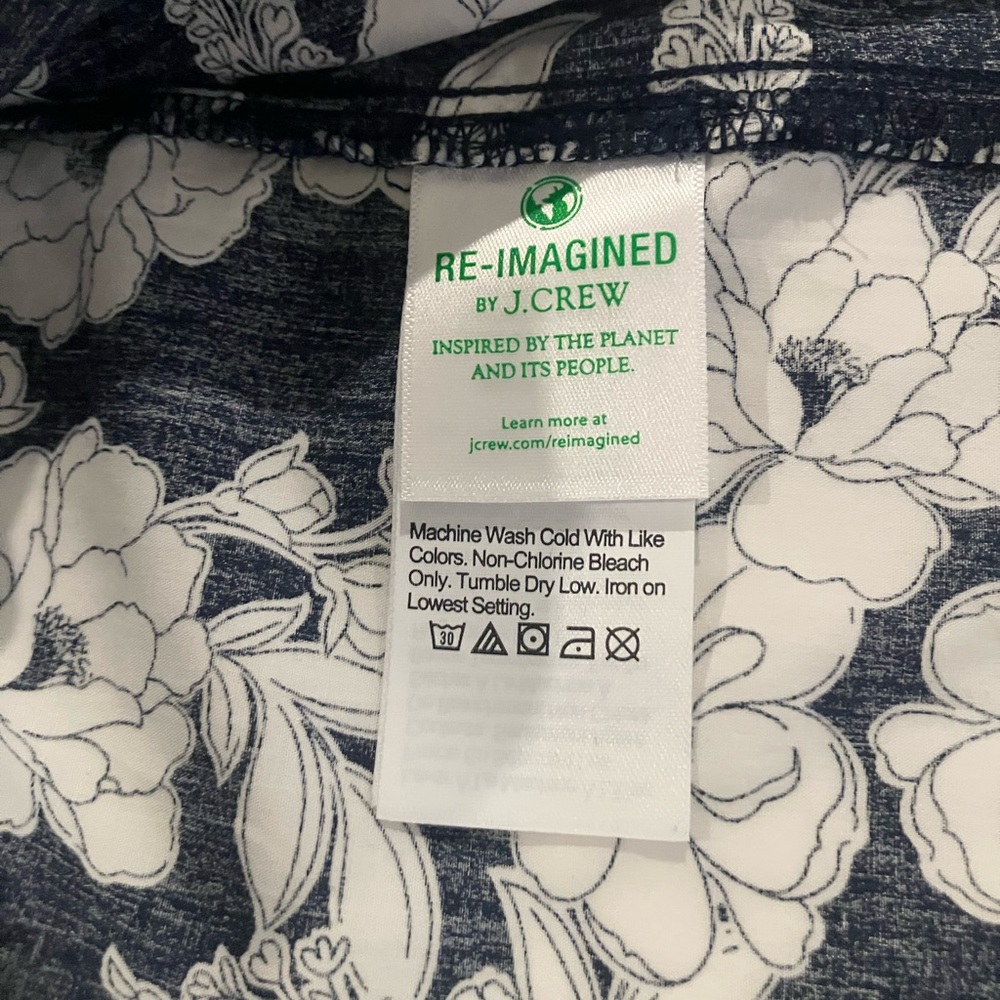 RE-IMAGINED
BY J.CREW
INSPIRED BY THE PLANET
AND ITS PEOPLE.
Learn more at
jcrew.com/reimagined
Machine Wash Cold With Like
Colors. Non-Chlorine Bleach
Only. Tumble Dry Low. Iron on
Lowest Setting.
30